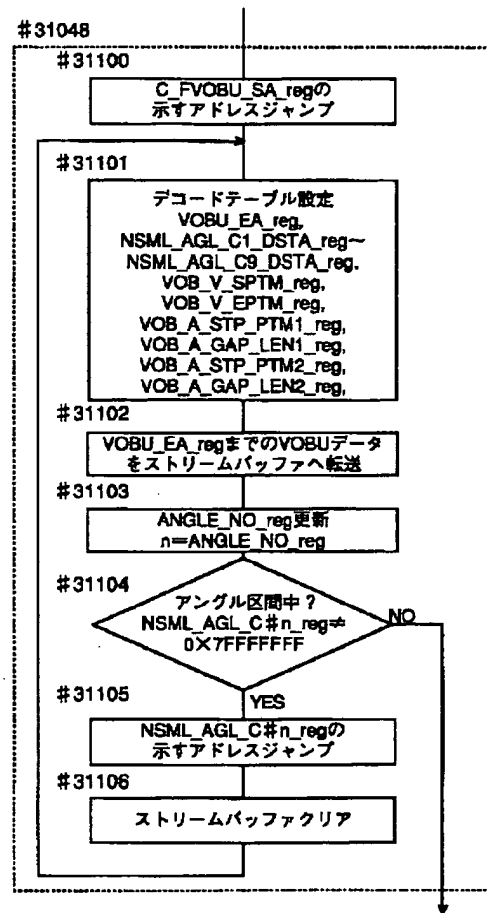 #31048
#31100
C_FVOBU_SA_regの
示すアドレスジャンプ
#31101
デコードテーブル設定
VOBU_EA_reg,
NSML_AGL_C1_DSTA_reg〜
NSML_AGL_C9_DSTA_reg,
VOB_V_SPTM_reg,
VOB_V_EPTM_reg,
VOB_A_STP_PTM1_reg,
VOB_A_GAP_LEN1_reg,
VOB_A_STP_PTM2_reg,
VOB_A_GAP_LEN2_reg,
#31102
VOBU_EA_regまでのVOBUデータ
をストリームバッファへ転送
#31103
ANGLE_NO_reg更新
n=ANGLE_NO_reg
#31104
アングル区間中?
NSML_AGL_C#n_reg≠
0×7FFFFFFF
NO
YES
#31105
NSML_AGL_C#n_regの
示すアドレスジャンプ
#31106
ストリームバッファクリア